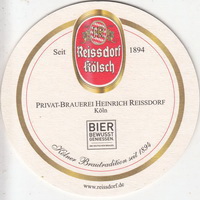 Seit 1894
Reissdorf
Kölsch
PRIVAT-BRAUEREI HEINRICH REISSDORF
Köln
BIER
BEWUSST
GENIESSEN.
Kölner Brautradition seit 1894
www.reissdorf.de